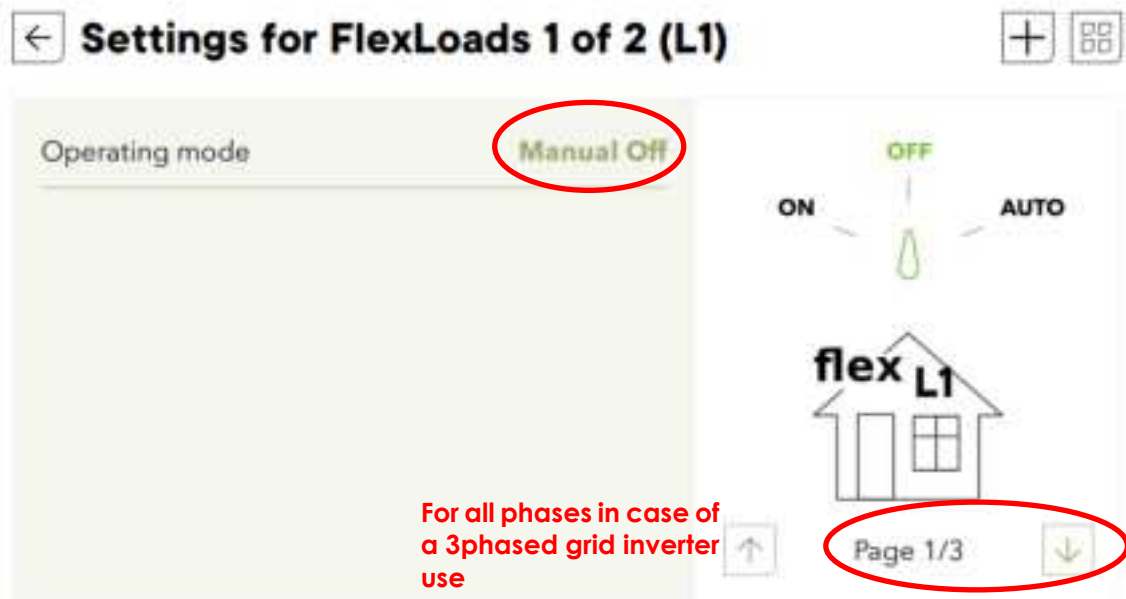 Settings for FlexLoads 1 of 2 (L1)
Operating mode
Manual Off
OFF
ON
AUTO
flex L1
For all phases in case of
a 3phased grid inverter
use
Page 1/3